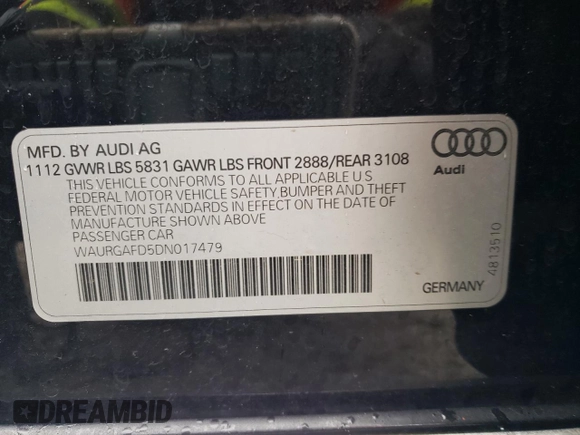 MFD. BY AUDI AG
1112 GVWR LBS 5831 GAWR LBS FRONT 2888/REAR 3108
THIS VEHICLE CONFORMS TO ALL APPLICABLE U S
FEDERAL MOTOR VEHICLE SAFETY,BUMPER AND THEFT
PREVENTION STANDARDS IN EFFECT ON THE DATE OF
MANUFACTURE SHOWN ABOVE
PASSENGER CAR
WAURGAFD5DN017479
Audi
4813510
GERMANY
DREAMBID